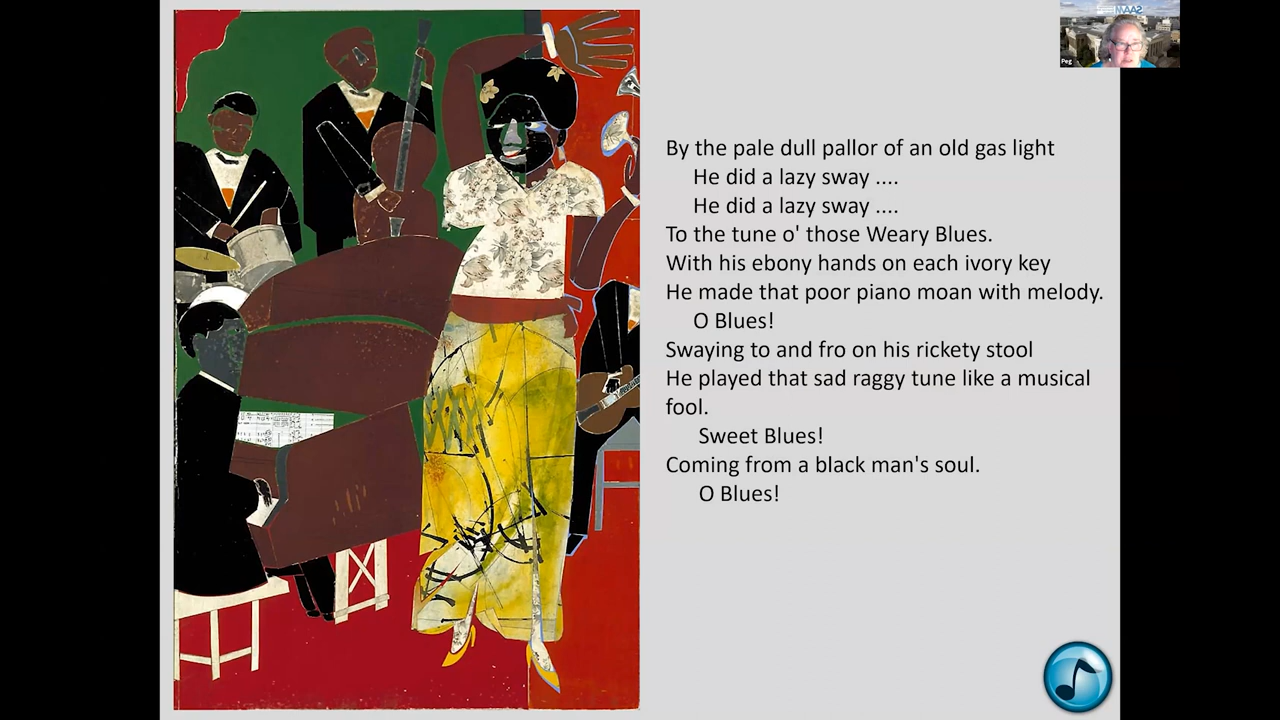 By the pale dull pallor of an old gas light
He did a lazy sway ....
He did a lazy sway ....
To the tune o' those Weary Blues.
With his ebony hands on each ivory key
He made that poor piano moan with melody.
O Blues!
Swaying to and fro on his rickety stool
He played that sad raggy tune like a musical
fool.
Sweet Blues!
Coming from a black man's soul.
O Blues!
SAAM
Peg